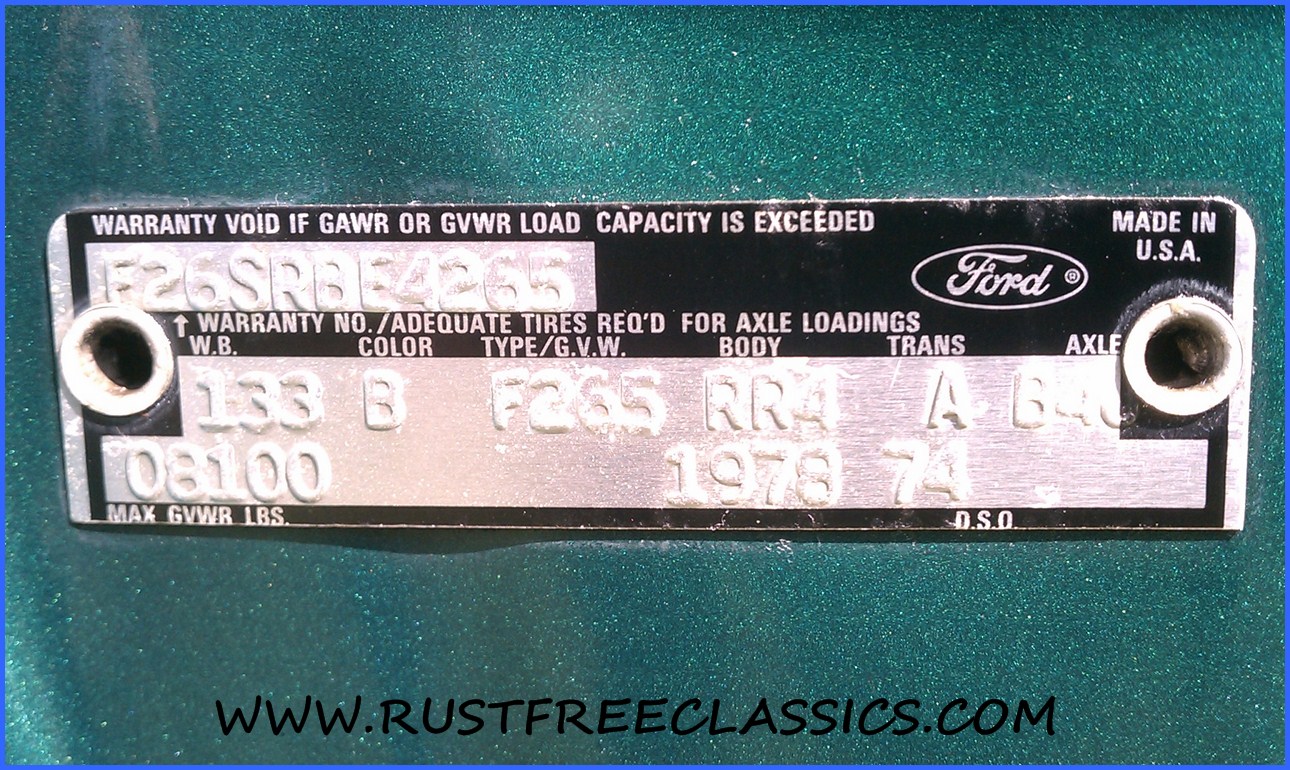 WARRANTY VOID IF GAWR OR GVWR LOAD CAPACITY IS EXCEEDED MADE IN
U.S.A.
F26SRBE4265 Ford ®
↑ WARRANTY NO./ADEQUATE TIRES REQ'D FOR AXLE LOADINGS
W.B. COLOR TYPE/G.V.W. BODY TRANS AXLE
133 B F265 RR4 A
08100 1978 74
MAX GVWR LBS. D.S.O
WWW.RUSTFREECLASSICS.COM